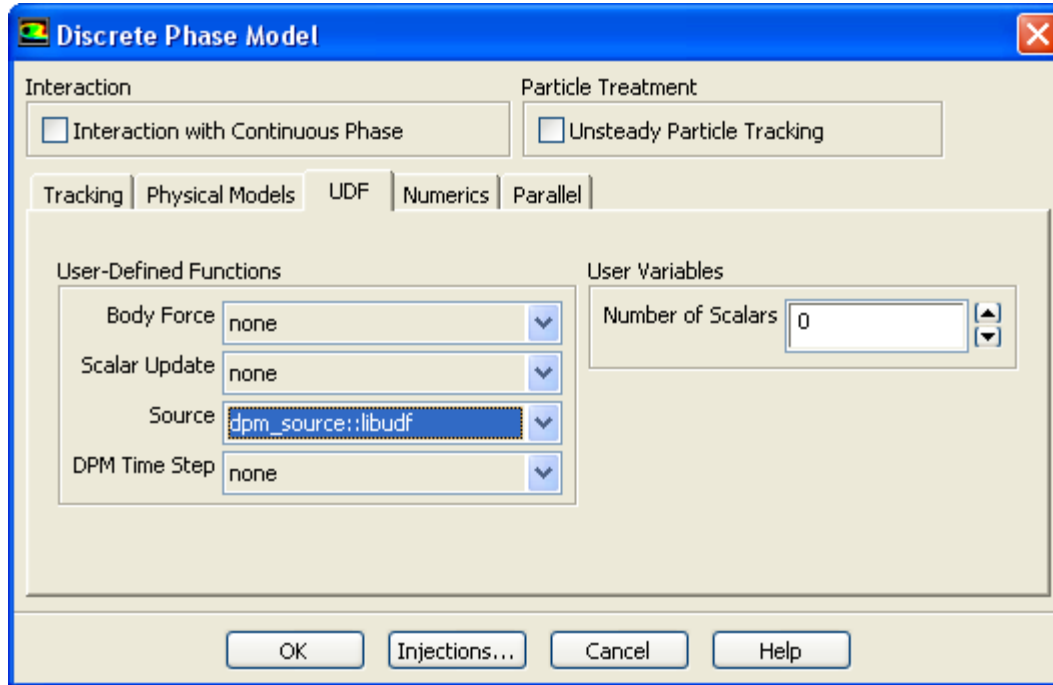 Discrete Phase Model
Interaction
Particle Treatment
Interaction with Continuous Phase
Unsteady Particle Tracking
Tracking Physical Models UDF Numerics Parallel
User-Defined Functions
User Variables
Body Force none
Number of Scalars 0
Scalar Update none
Source dpm_source::libudf
DPM Time Step none
OK Injections... Cancel Help